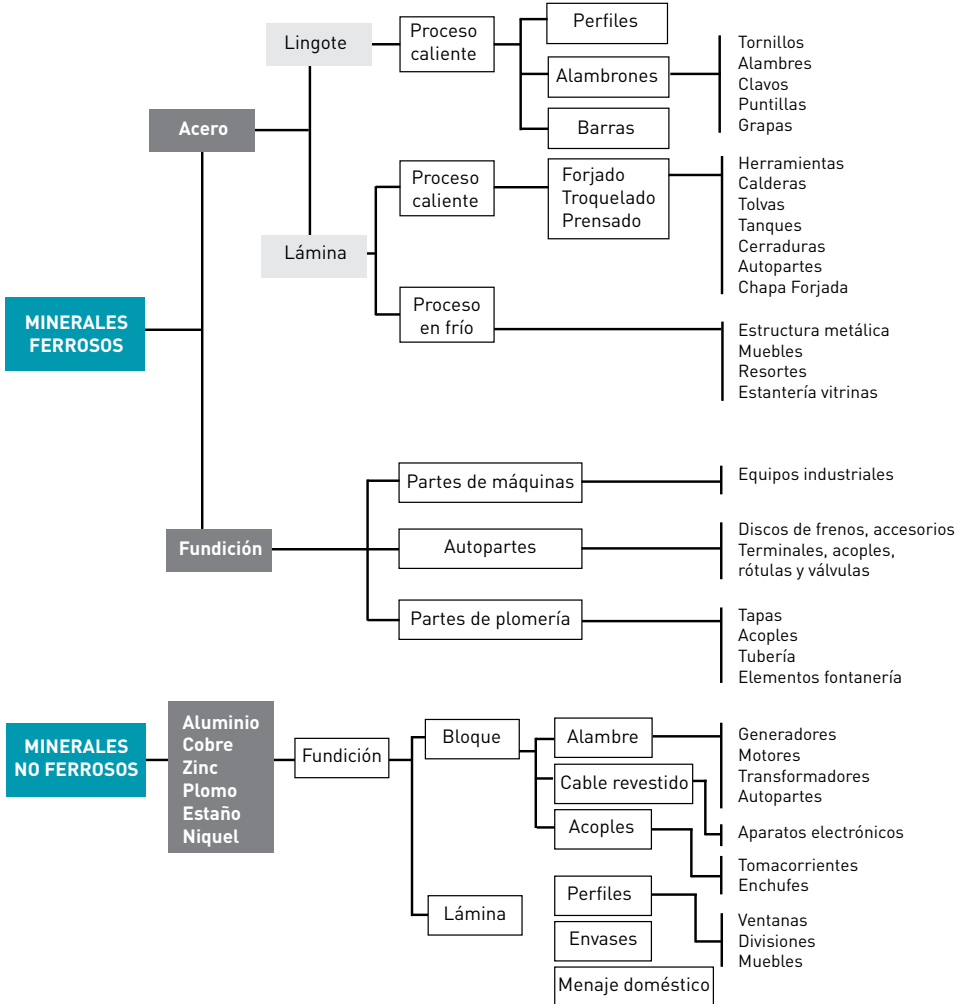 Lingote
Proceso
caliente
Perfiles
Alambrones
Barras
Tornillos
Alambres
Clavos
Puntillas
Grapas
Acero
Lámina
Proceso
caliente
Forjado
Troquelado
Prensado
Herramientas
Calderas
Tolvas
Tanques
Cerraduras
Autopartes
Chapa Forjada
Proceso
en frío
Estructura metálica
Muebles
Resortes
Estantería vitrinas
MINERALES
FERROSOS
Fundición
Partes de máquinas
Equipos industriales
Autopartes
Discos de frenos, accesorios
Terminales, acoples,
rótulas y válvulas
Partes de plomería
Tapas
Acoples
Tubería
Elementos fontanería
MINERALES
NO FERROSOS
Aluminio
Cobre
Zinc
Plomo
Estaño
Niquel
Fundición
Bloque
Alambre
Generadores
Motores
Transformadores
Autopartes
Cable revestido
Aparatos electrónicos
Acoples
Tomacorrientes
Enchufes
Lámina
Perfiles
Ventanas
Divisiones
Muebles
Envases
Menaje doméstico